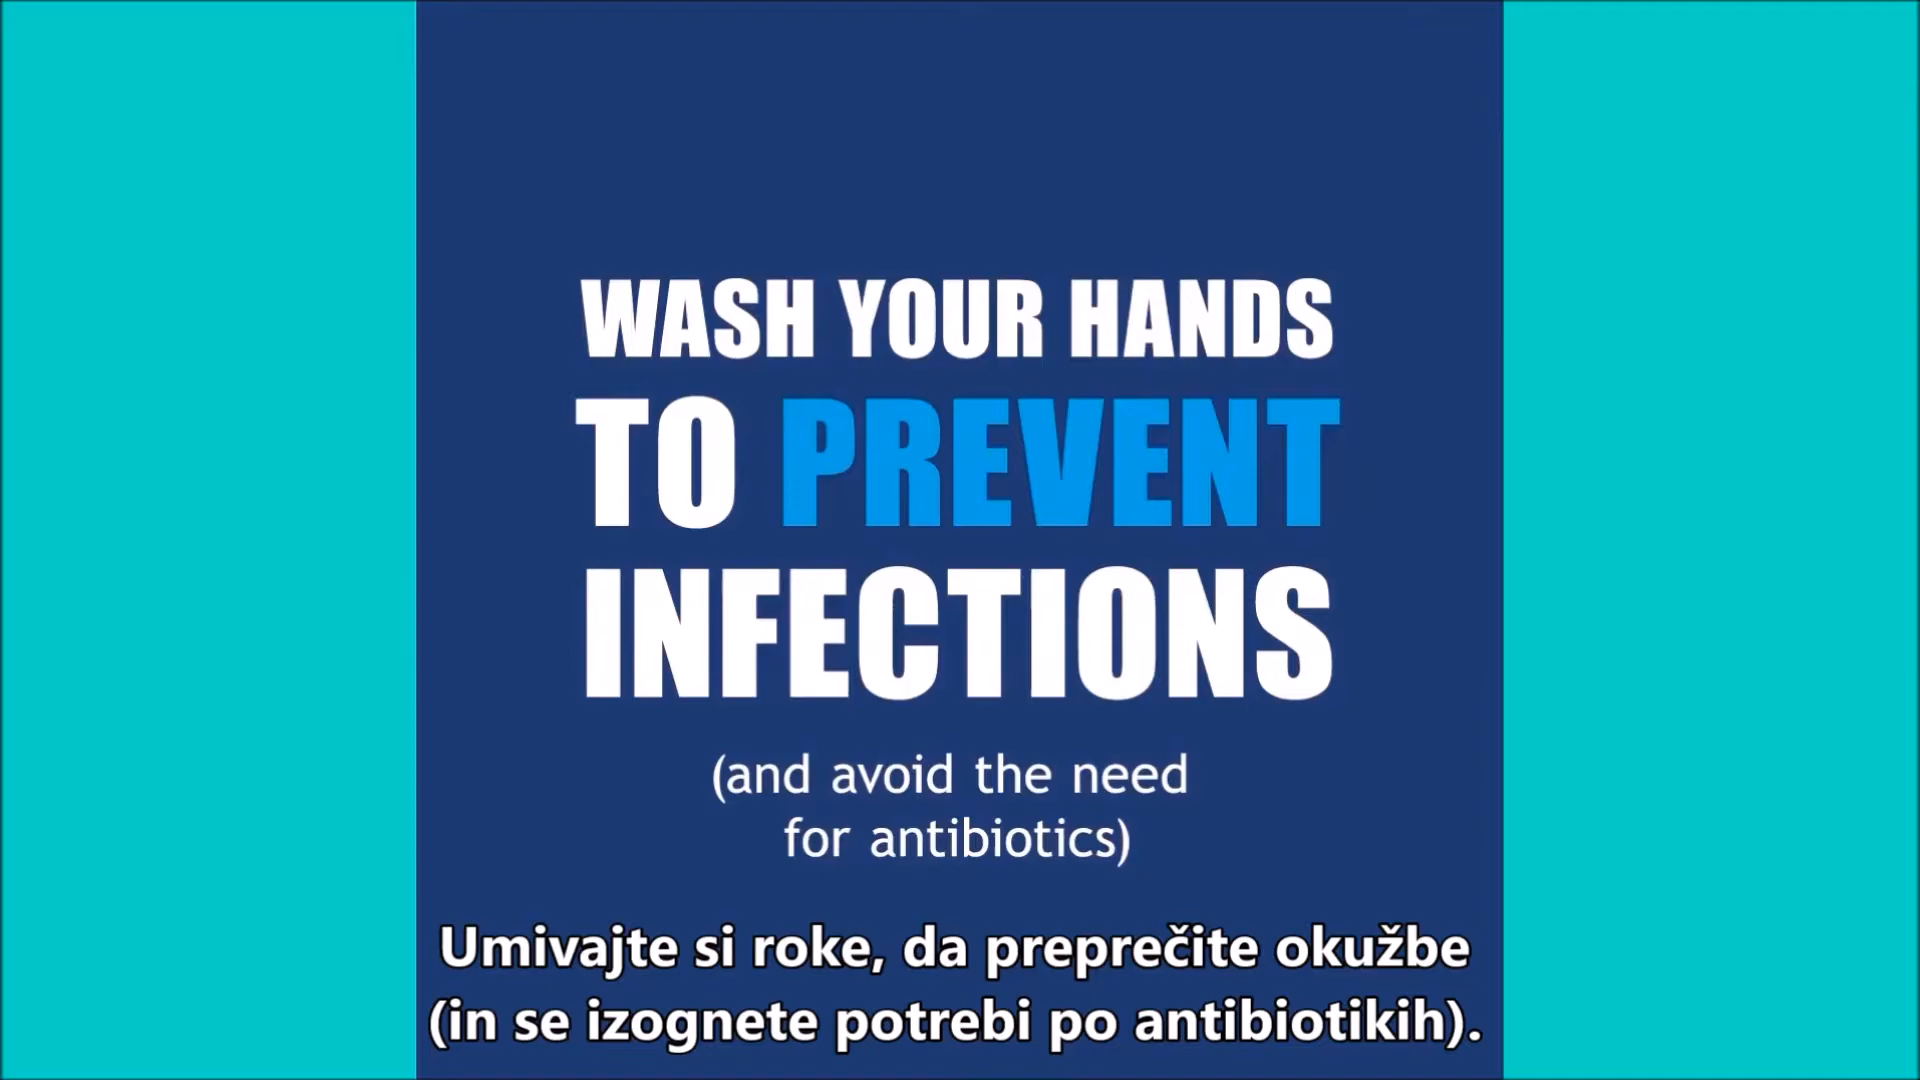 WASH YOUR HANDS
TO PREVENT
INFECTIONS
(and avoid the need
for antibiotics)
Umivajte si roke, da preprečite okužbe
(in se izognete potrebi po antibiotikih).